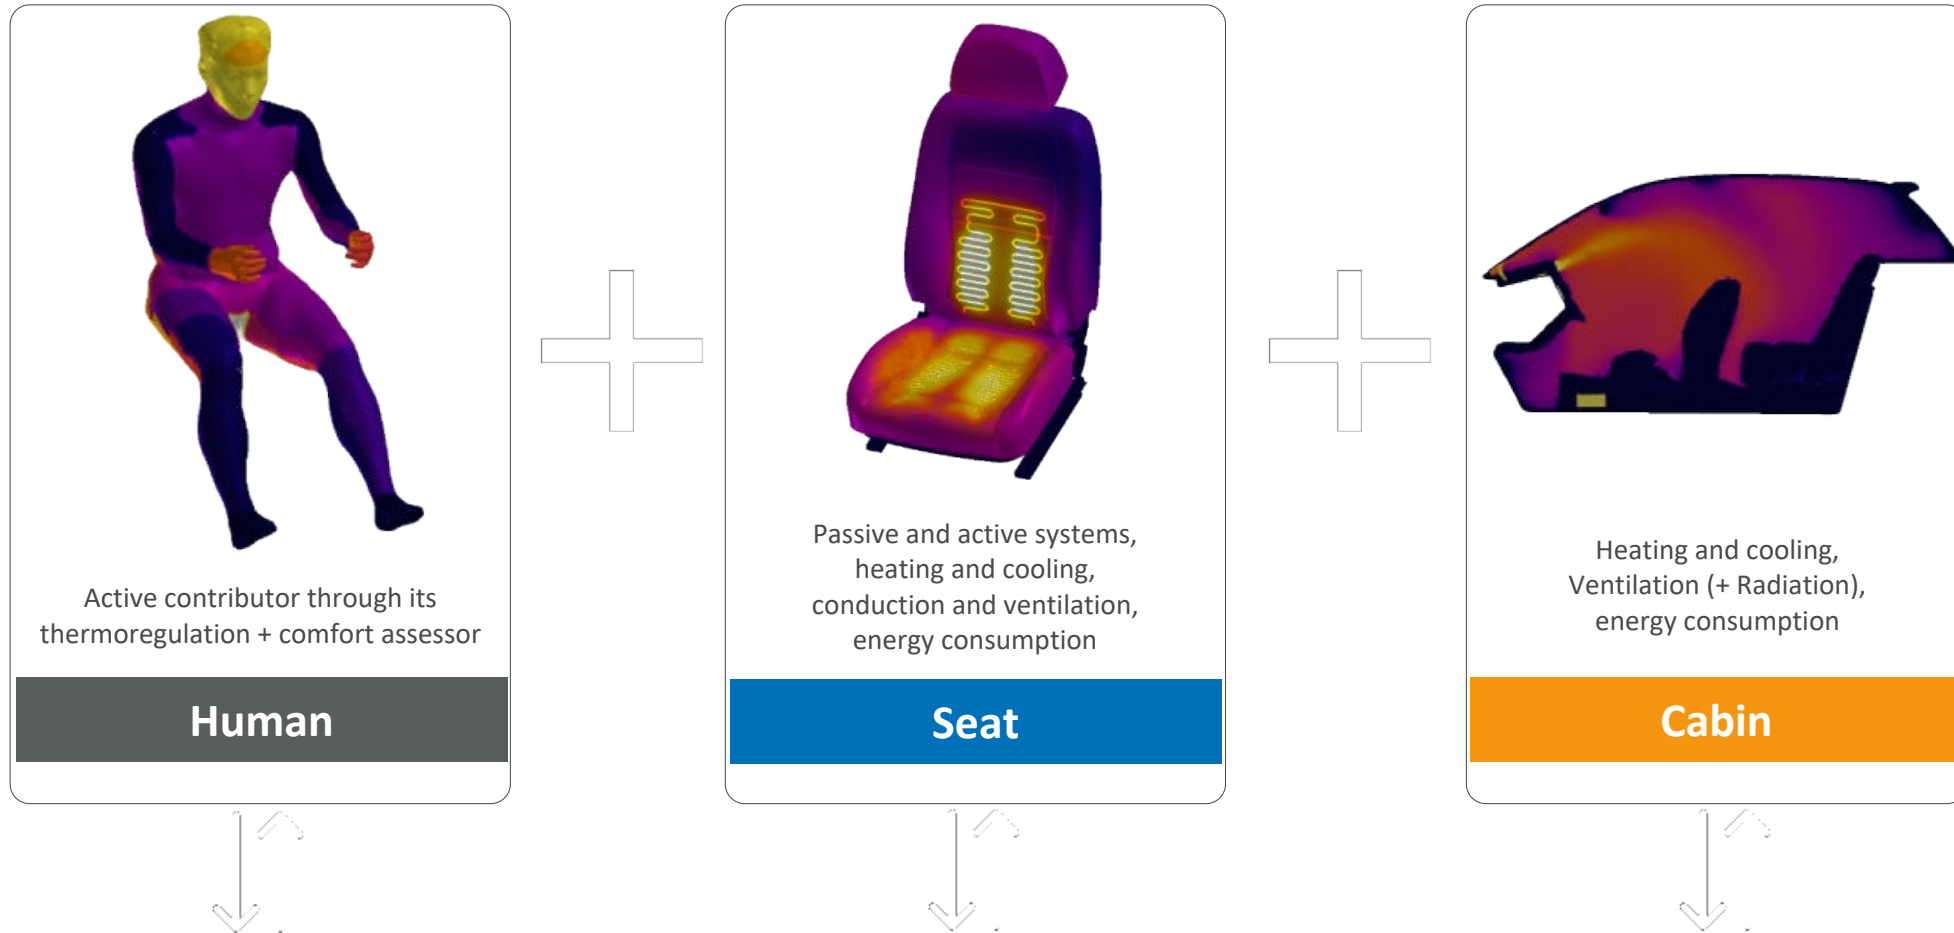 Active contributor through its
thermoregulation + comfort assessor
Human
Passive and active systems,
heating and cooling,
conduction and ventilation,
energy consumption
Seat
Heating and cooling,
Ventilation (+ Radiation),
energy consumption
Cabin